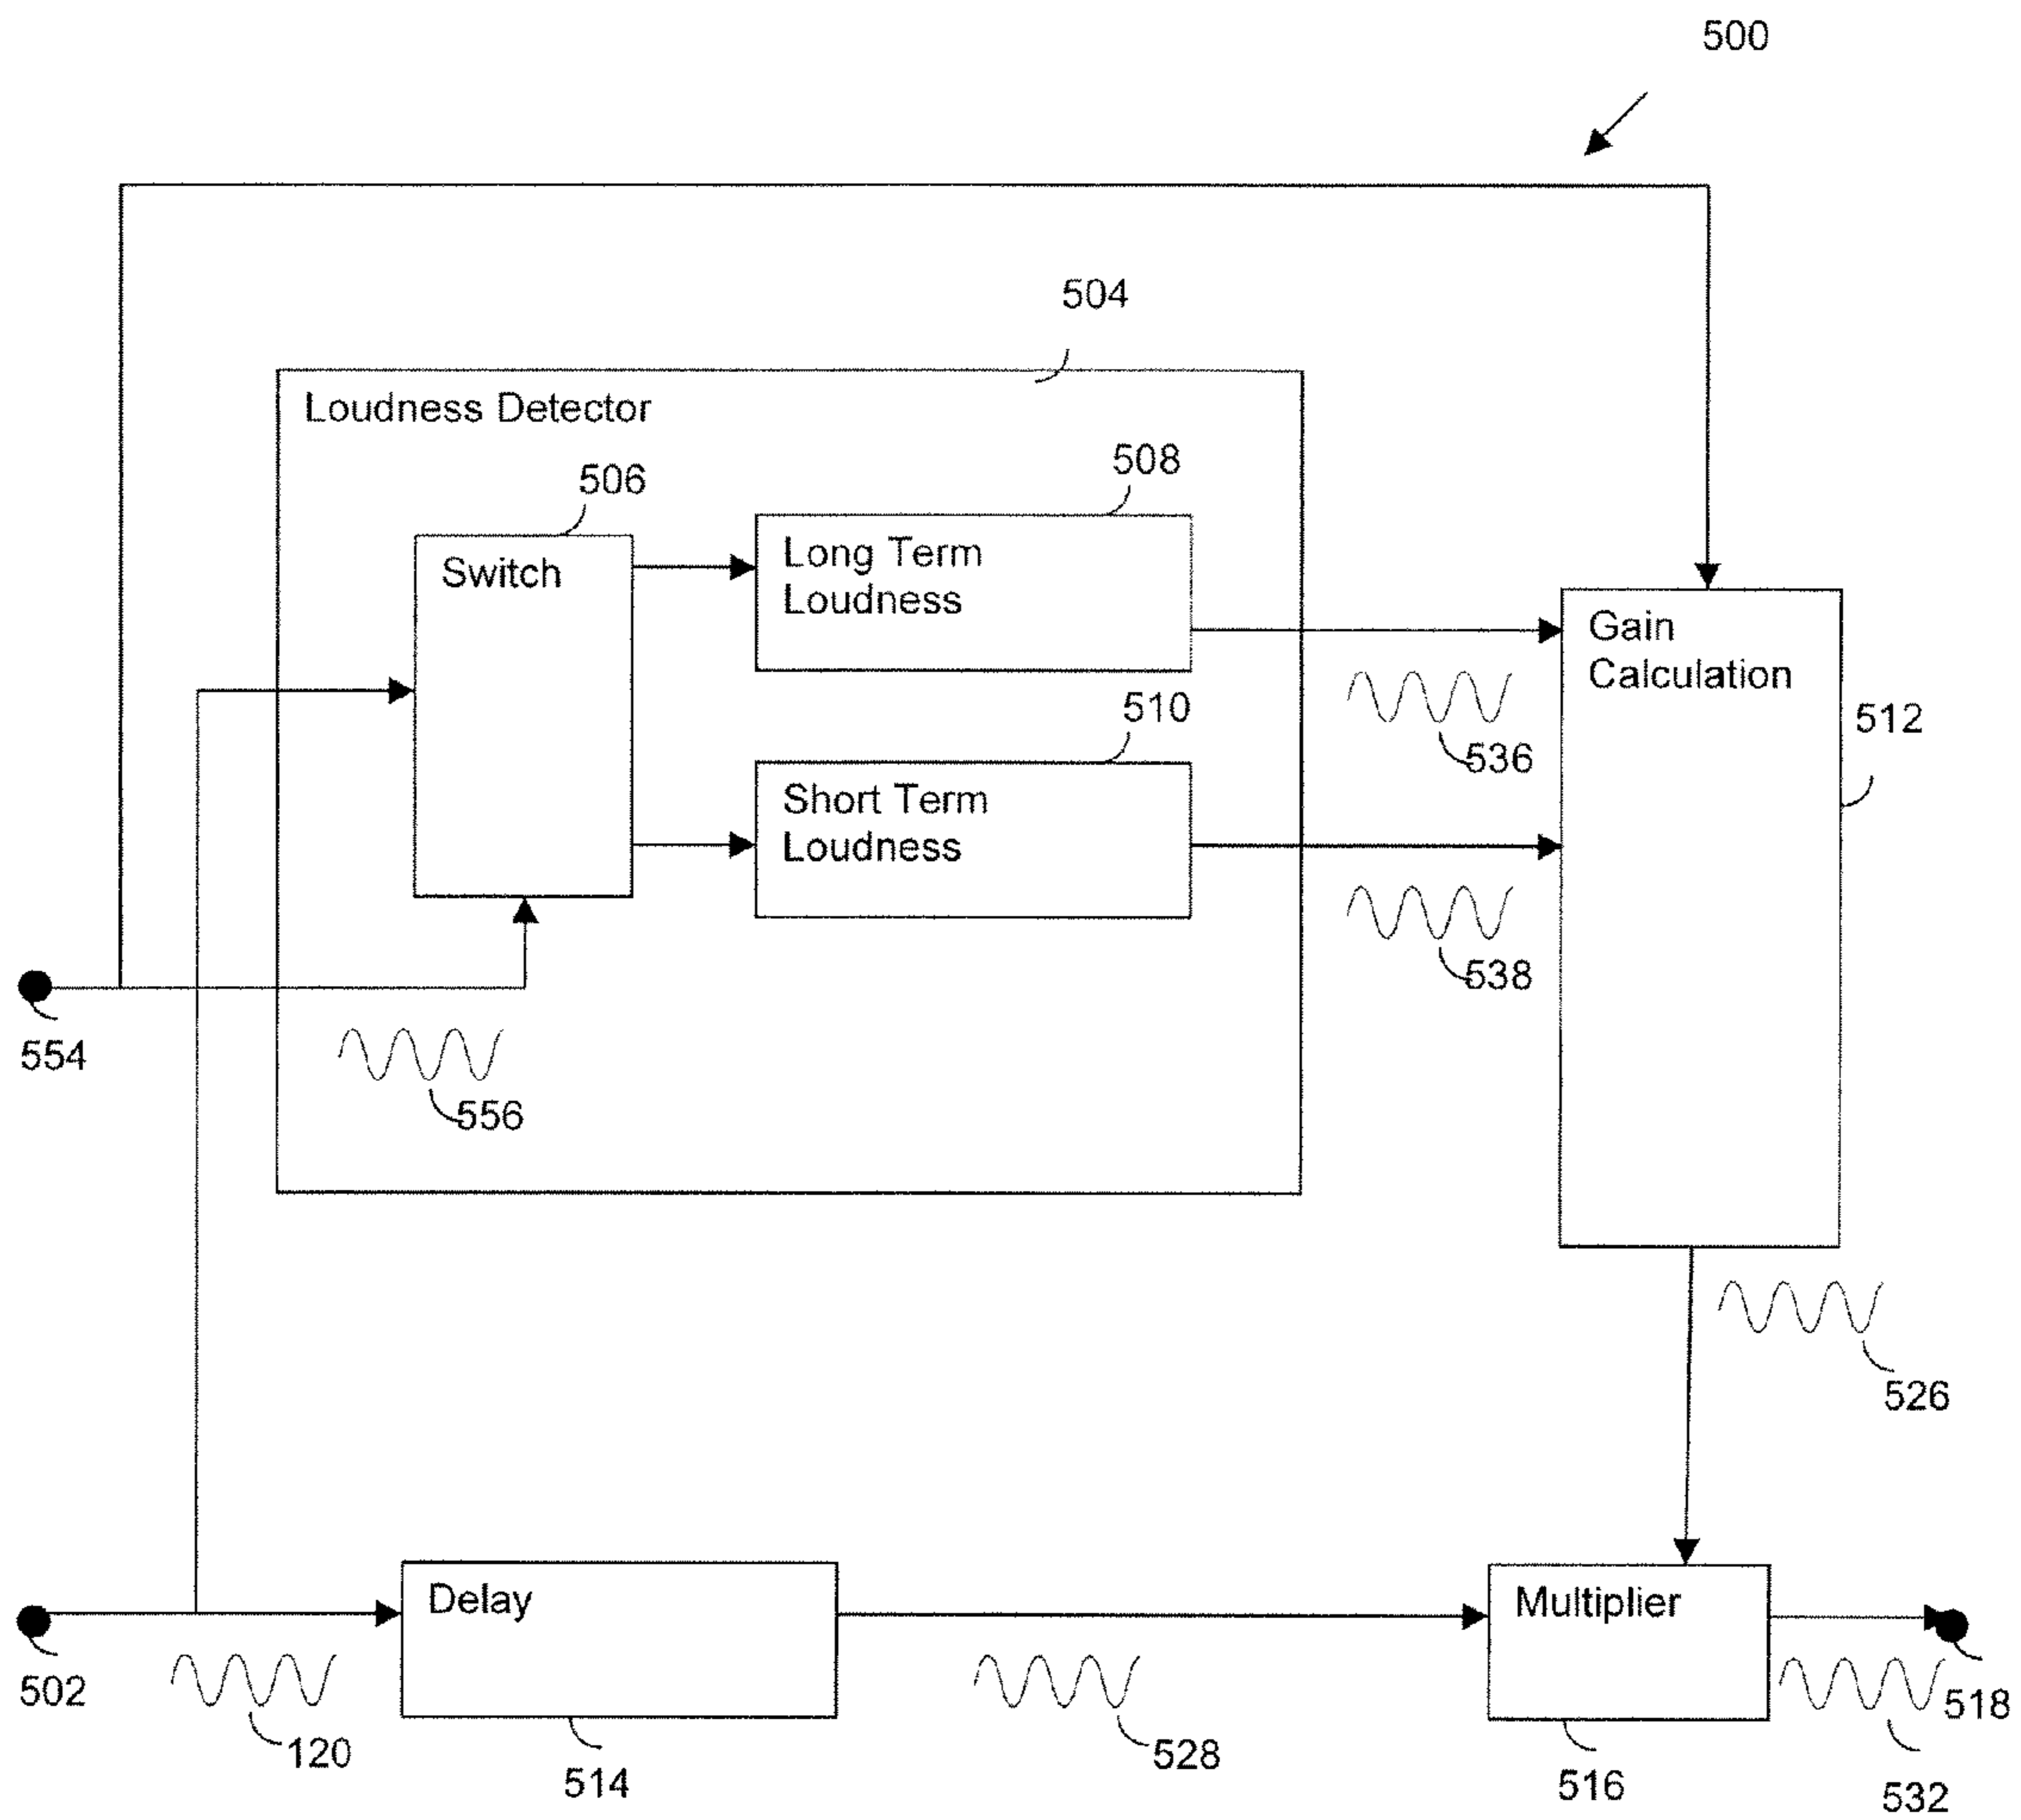 500
504
Loudness Detector
506
508
Switch
Long Term
Loudness
Gain
Calculation
510
512
536
Short Term
Loudness
538
554
556
526
Delay
Multiplier
502
518
120
528
514
516
532